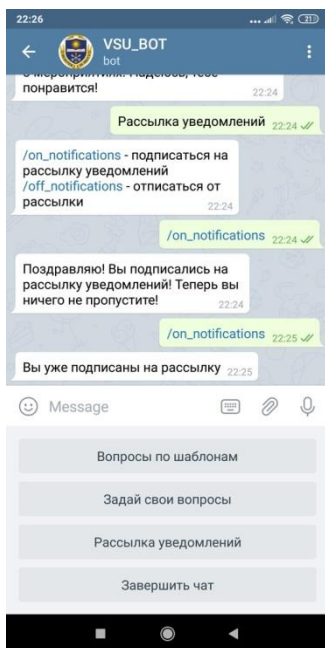 22:26
21
VSU_BOT
bot
понравится!
22:24
Рассылка уведомлений 22:24
/on_notifications - подписаться на
рассылку уведомлений
/off_notifications - отписаться от
рассылки
22:24
/on_notifications 22:24
Поздравляю! Вы подписались на
рассылку уведомлений! Теперь вы
ничего не пропустите!
22:24
/on_notifications 22:25
Вы уже подписаны на рассылку 22:25
Message
Вопросы по шаблонам
Задай свои вопросы
Рассылка уведомлений
Завершить чат